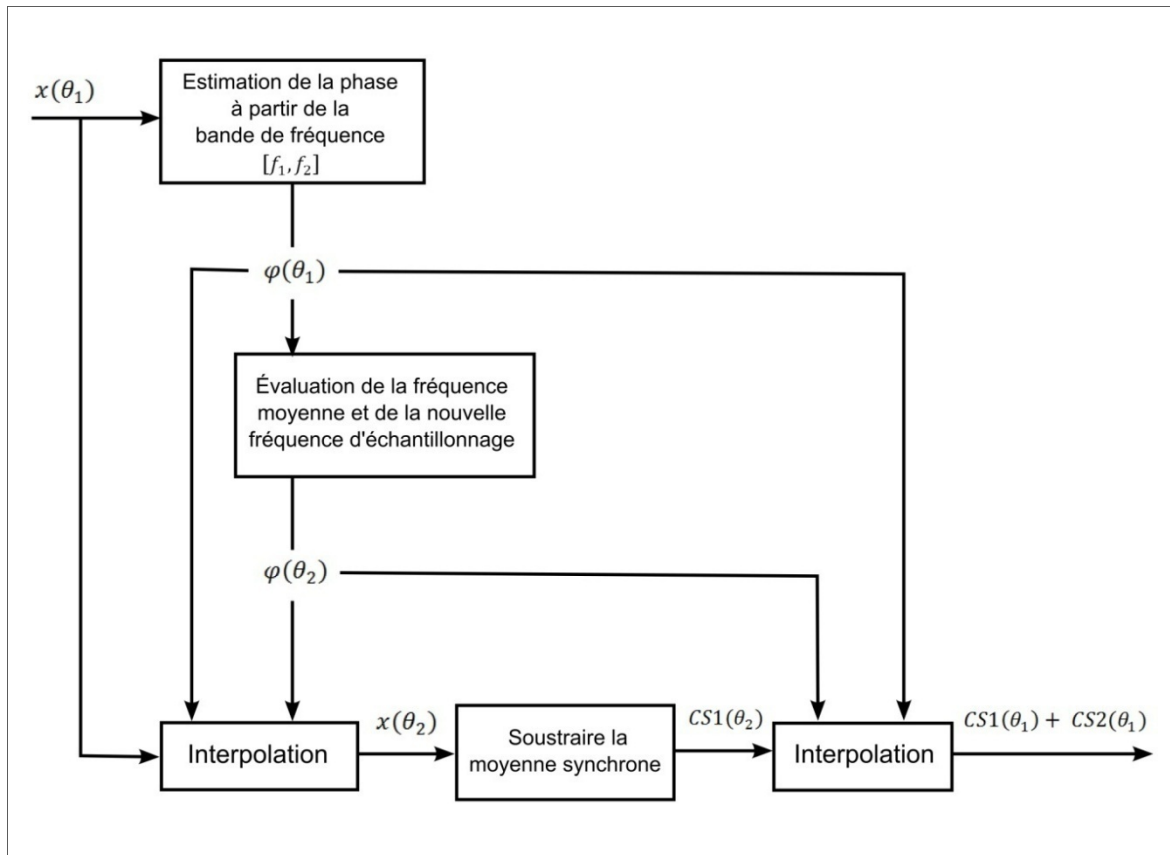 x(θ₁)
Estimation de la phase
à partir de la
bande de fréquence
[f₁, f₂]
φ(θ₁)
Évaluation de la fréquence
moyenne et de la nouvelle
fréquence d'échantillonnage
φ(θ₂)
Interpolation
x(θ₂)
Soustraire la
moyenne synchrone
CS1(θ₂)
Interpolation
CS1(θ₁) + CS2(θ₁)